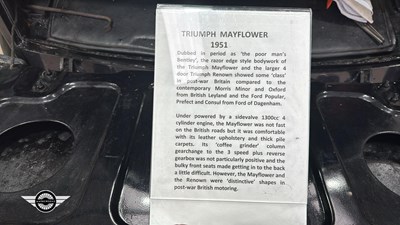 TRIUMPH MAYFLOWER
1951
Dubbed in period as 'the poor man's
Bentley', the razor edge style bodywork of
the Triumph Mayflower and the larger 4
door Triumph Renown showed some 'class'
in post-war Britain compared to the
contemporary Morris Minor and Oxford
from British Leyland and the Ford Popular,
Prefect and Consul from Ford of Dagenham.
Under powered by a sidevalve 1300cc 4
cylinder engine, the Mayflower was not fast
on the British roads but it was comfortable
with its leather upholstery and thick pile
carpets. Its 'coffee grinder' column
gearchange to the 3 speed plus reverse
gearbox was not particularly positive and the
bulky front seats made getting in to the back
a little difficult. However, the Mayflower and
the Renown were 'distinctive' shapes in
post-war British motoring.